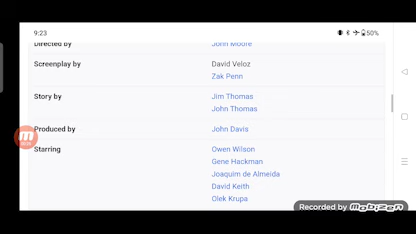 9:23
50%
Directed by John Moore
Screenplay by David Veloz
Zak Penn
Story by Jim Thomas
John Thomas
Produced by John Davis
Starring Owen Wilson
Gene Hackman
Joaquim de Almeida
David Keith
Olek Krupa
Recorded by Mobizen